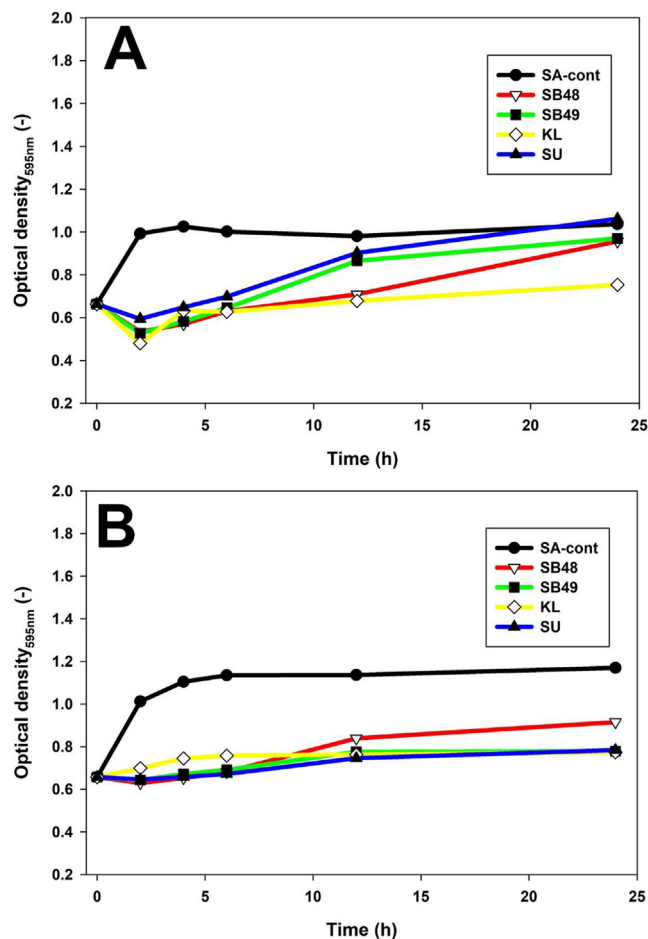 A
2.0
1.8
1.6
1.4
1.2
1.0
0.8
0.6
0.4
0.2
Optical density595nm (-)
SA-cont
SB48
SB49
KL
SU
0 5 10 15 20 25
Time (h)
B
2.0
1.8
1.6
1.4
1.2
1.0
0.8
0.6
0.4
0.2
Optical density595nm (-)
SA-cont
SB48
SB49
KL
SU
0 5 10 15 20 25
Time (h)